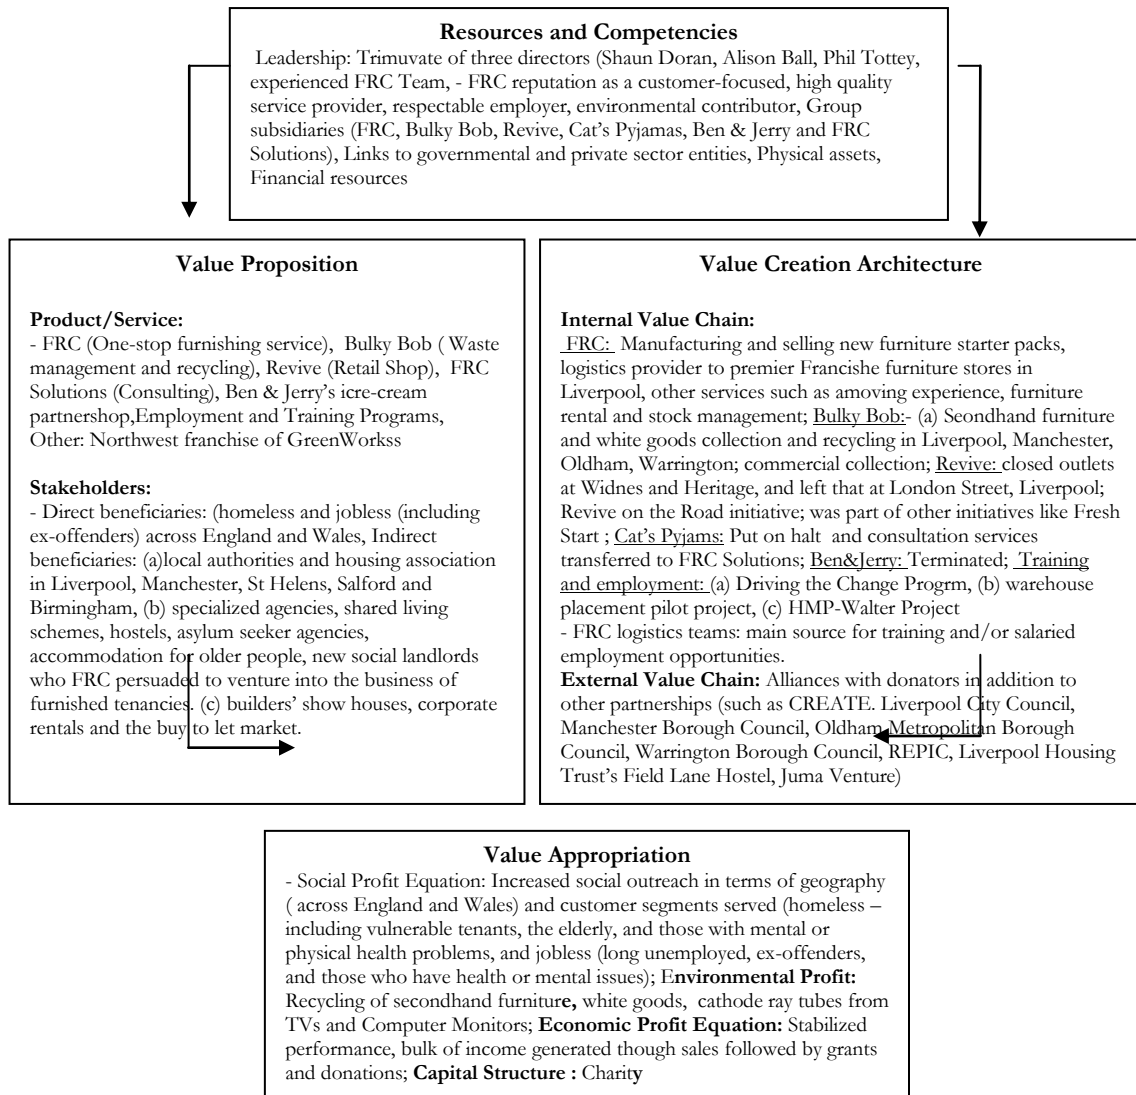 Resources and Competencies
Leadership: Trimuvate of three directors (Shaun Doran, Alison Ball, Phil Tottey,
experienced FRC Team, - FRC reputation as a customer-focused, high quality
service provider, respectable employer, environmental contributor, Group
subsidiaries (FRC, Bulky Bob, Revive, Cat's Pyjamas, Ben & Jerry and FRC
Solutions), Links to governmental and private sector entities, Physical assets,
Financial resources
Value Proposition
Product/Service:
- FRC (One-stop furnishing service), Bulky Bob ( Waste
management and recycling), Revive (Retail Shop), FRC
Solutions (Consulting), Ben & Jerry's icre-cream
partnershop,Employment and Training Programs,
Other: Northwest franchise of GreenWorkss
Stakeholders:
- Direct beneficiaries: (homeless and jobless (including
ex-offenders) across England and Wales, Indirect
beneficiaries: (a)local authorities and housing association
in Liverpool, Manchester, St Helens, Salford and
Birmingham, (b) specialized agencies, shared living
schemes, hostels, asylum seeker agencies,
accommodation for older people, new social landlords
who FRC persuaded to venture into the business of
furnished tenancies. (c) builders' show houses, corporate
rentals and the buy to let market.
Value Creation Architecture
Internal Value Chain:
FRC: Manufacturing and selling new furniture starter packs,
logistics provider to premier Francishe furniture stores in
Liverpool, other services such as amoving experience, furniture
rental and stock management; Bulky Bob:- (a) Seondhand furniture
and white goods collection and recycling in Liverpool, Manchester,
Oldham, Warrington; commercial collection; Revive: closed outlets
at Widnes and Heritage, and left that at London Street, Liverpool;
Revive on the Road initiative; was part of other initiatives like Fresh
Start ; Cat's Pyjams: Put on halt and consultation services
transferred to FRC Solutions; Ben&Jerry: Terminated; Training
and employment: (a) Driving the Change Progrm, (b) warehouse
placement pilot project, (c) HMP-Walter Project
- FRC logistics teams: main source for training and/or salaried
employment opportunities.
External Value Chain: Alliances with donators in addition to
other partnerships (such as CREATE. Liverpool City Council,
Manchester Borough Council, Oldham Metropolitan Borough
Council, Warrington Borough Council, REPIC, Liverpool Housing
Trust's Field Lane Hostel, Juma Venture)
Value Appropriation
- Social Profit Equation: Increased social outreach in terms of geography
( across England and Wales) and customer segments served (homeless –
including vulnerable tenants, the elderly, and those with mental or
physical health problems, and jobless (long unemployed, ex-offenders,
and those who have health or mental issues); Environmental Profit:
Recycling of secondhand furniture, white goods, cathode ray tubes from
TVs and Computer Monitors; Economic Profit Equation: Stabilized
performance, bulk of income generated though sales followed by grants
and donations; Capital Structure : Charity